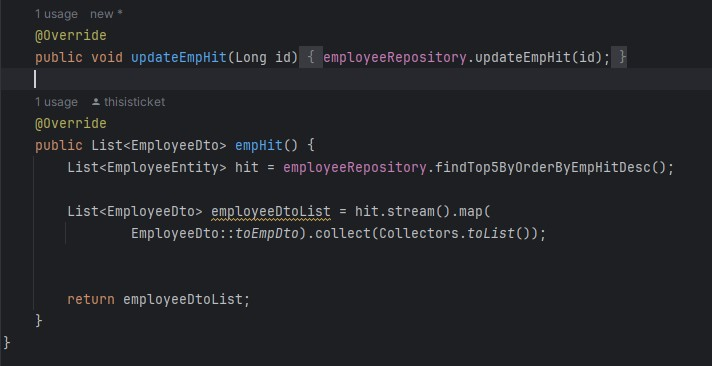 1 usage new *
@Override
public void updateEmpHit(Long id) { employeeRepository.updateEmpHit(id); }
1 usage thisisticket
@Override
public List<EmployeeDto> empHit() {
List<EmployeeEntity> hit = employeeRepository.findTop5ByOrderByEmpHitDesc();
List<EmployeeDto> employeeDtoList = hit.stream().map(
EmployeeDto::toEmpDto).collect(Collectors.toList());
return employeeDtoList;
}
}